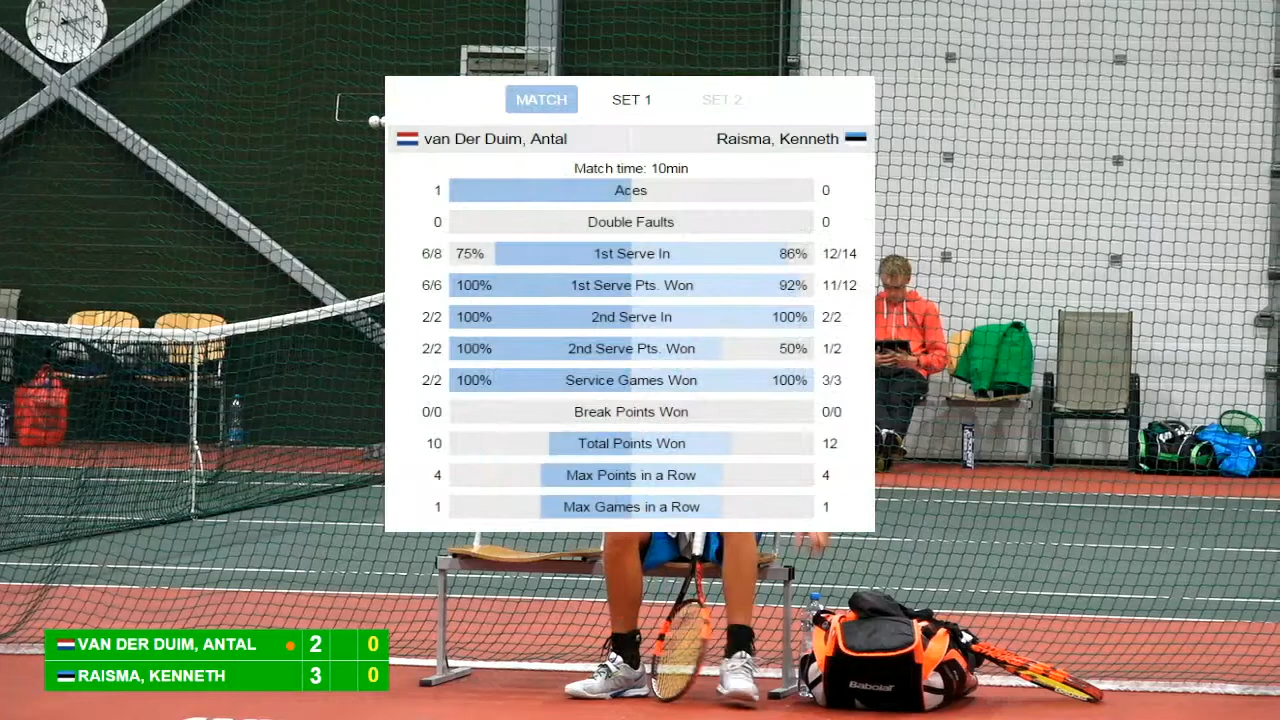 MATCH SET 1 SET 2
van Der Duim, Antal Raisma, Kenneth
Match time: 10min
1 Aces 0
0 Double Faults 0
6/8 75% 1st Serve In 86% 12/14
6/6 100% 1st Serve Pts. Won 92% 11/12
2/2 100% 2nd Serve In 100% 2/2
2/2 100% 2nd Serve Pts. Won 50% 1/2
2/2 100% Service Games Won 100% 3/3
0/0 Break Points Won 0/0
10 Total Points Won 12
4 Max Points in a Row 4
1 Max Games in a Row 1
VAN DER DUIM, ANTAL 2 0
RAISMA, KENNETH 3 0
Babolat